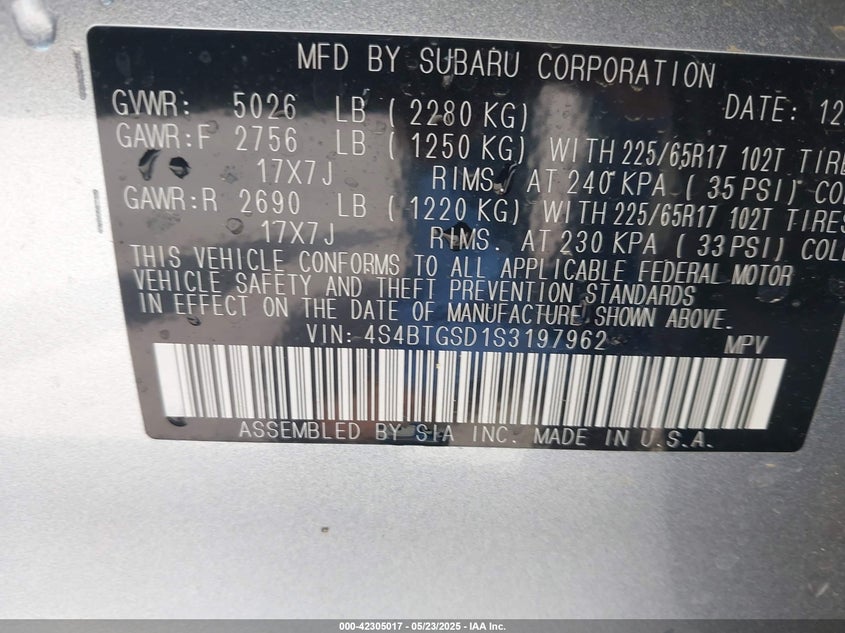 MFD BY SUBARU CORPORATION
GVWR: 5026 LB ( 2280 KG) DATE: 12
GAWR:F 2756 LB ( 1250 KG) WITH 225/65R17 102T TIRE
17X7J RIMS. AT 240 KPA ( 35 PSI) COL
GAWR:R 2690 LB ( 1220 KG) WITH 225/65R17 102T TIRES
17X7J RIMS. AT 230 KPA ( 33 PSI) COLD
THIS VEHICLE CONFORMS TO ALL APPLICABLE FEDERAL MOTOR
VEHICLE SAFETY AND THEFT PREVENTION STANDARDS
IN EFFECT ON THE DATE OF MANUFACTURE SHOWN ABOVE.
VIN: 4S4BTGSD1S3197962 MPV
ASSEMBLED BY SIA INC. MADE IN U.S.A.
000-42305017 - 05/23/2025 - IAA Inc.